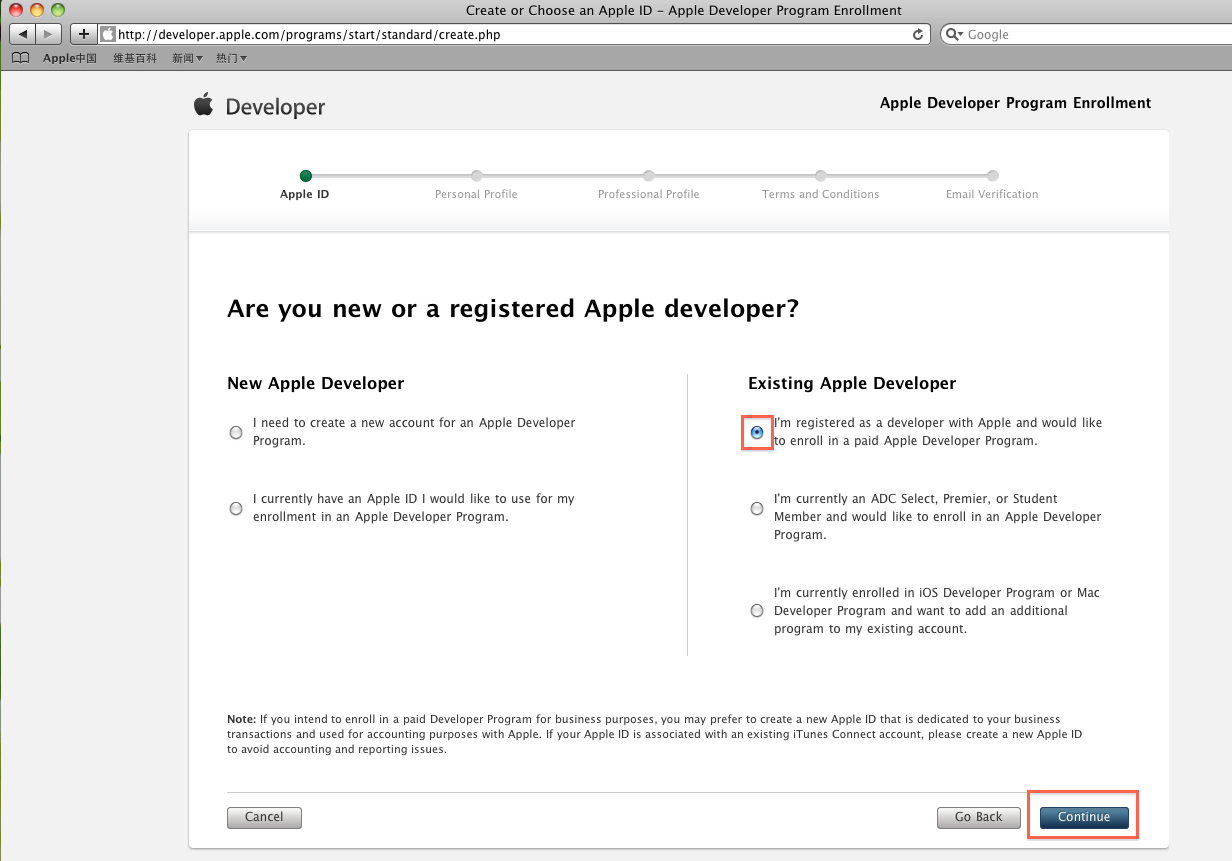 Create or Choose an Apple ID – Apple Developer Program Enrollment
http://developer.apple.com/programs/start/standard/create.php
Google
Apple中国 维基百科 新闻▼ 热门▼
Developer
Apple Developer Program Enrollment
Apple ID Personal Profile Professional Profile Terms and Conditions Email Verification
Are you new or a registered Apple developer?
New Apple Developer
I need to create a new account for an Apple Developer
Program.
I currently have an Apple ID I would like to use for my
enrollment in an Apple Developer Program.
Existing Apple Developer
I'm registered as a developer with Apple and would like
to enroll in a paid Apple Developer Program.
I'm currently an ADC Select, Premier, or Student
Member and would like to enroll in an Apple Developer
Program.
I'm currently enrolled in iOS Developer Program or Mac
Developer Program and want to add an additional
program to my existing account.
Note: If you intend to enroll in a paid Developer Program for business purposes, you may prefer to create a new Apple ID that is dedicated to your business
transactions and used for accounting purposes with Apple. If your Apple ID is associated with an existing iTunes Connect account, please create a new Apple ID
to avoid accounting and reporting issues.
Cancel Go Back Continue